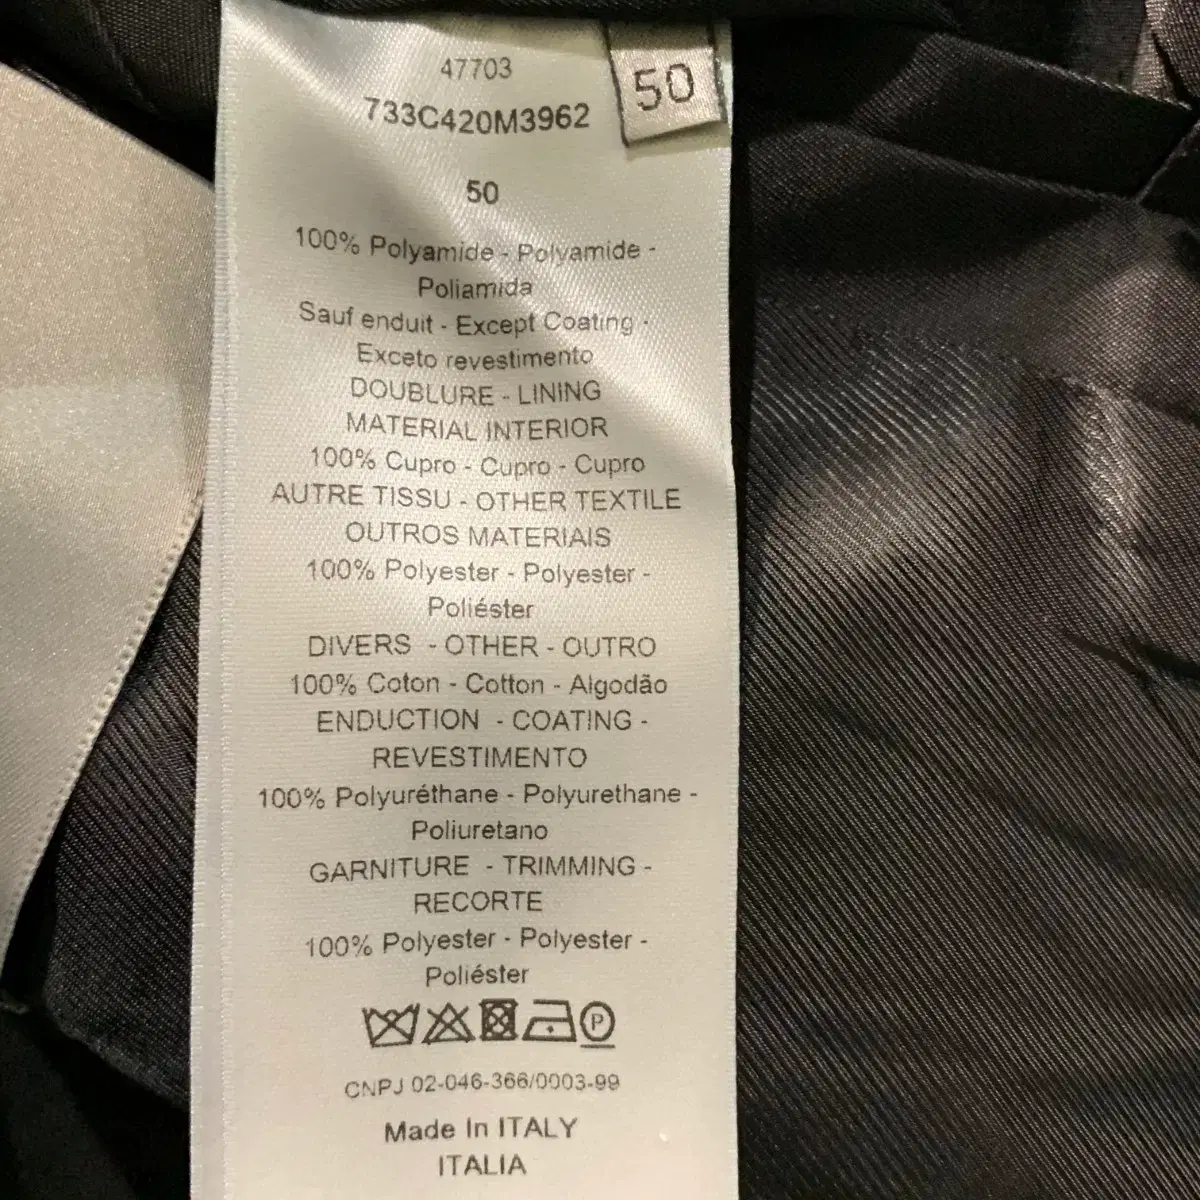 47703
50
733C420M3962
50
100% Polyamide - Polyamide -
Poliamida
Sauf enduit - Except Coating -
Exceto revestimento
DOUBLURE - LINING
MATERIAL INTERIOR
100% Cupro - Cupro - Cupro
AUTRE TISSU - OTHER TEXTILE
OUTROS MATERIAIS
100% Polyester - Polyester -
Poliéster
DIVERS - OTHER - OUTRO
100% Coton - Cotton - Algodão
ENDUCTION - COATING -
REVESTIMENTO
100% Polyuréthane - Polyurethane -
Poliuretano
GARNITURE - TRIMMING -
RECORTE
100% Polyester - Polyester -
Poliéster
P
CNPJ 02-046-366/0003-99
Made In ITALY
ITALIA